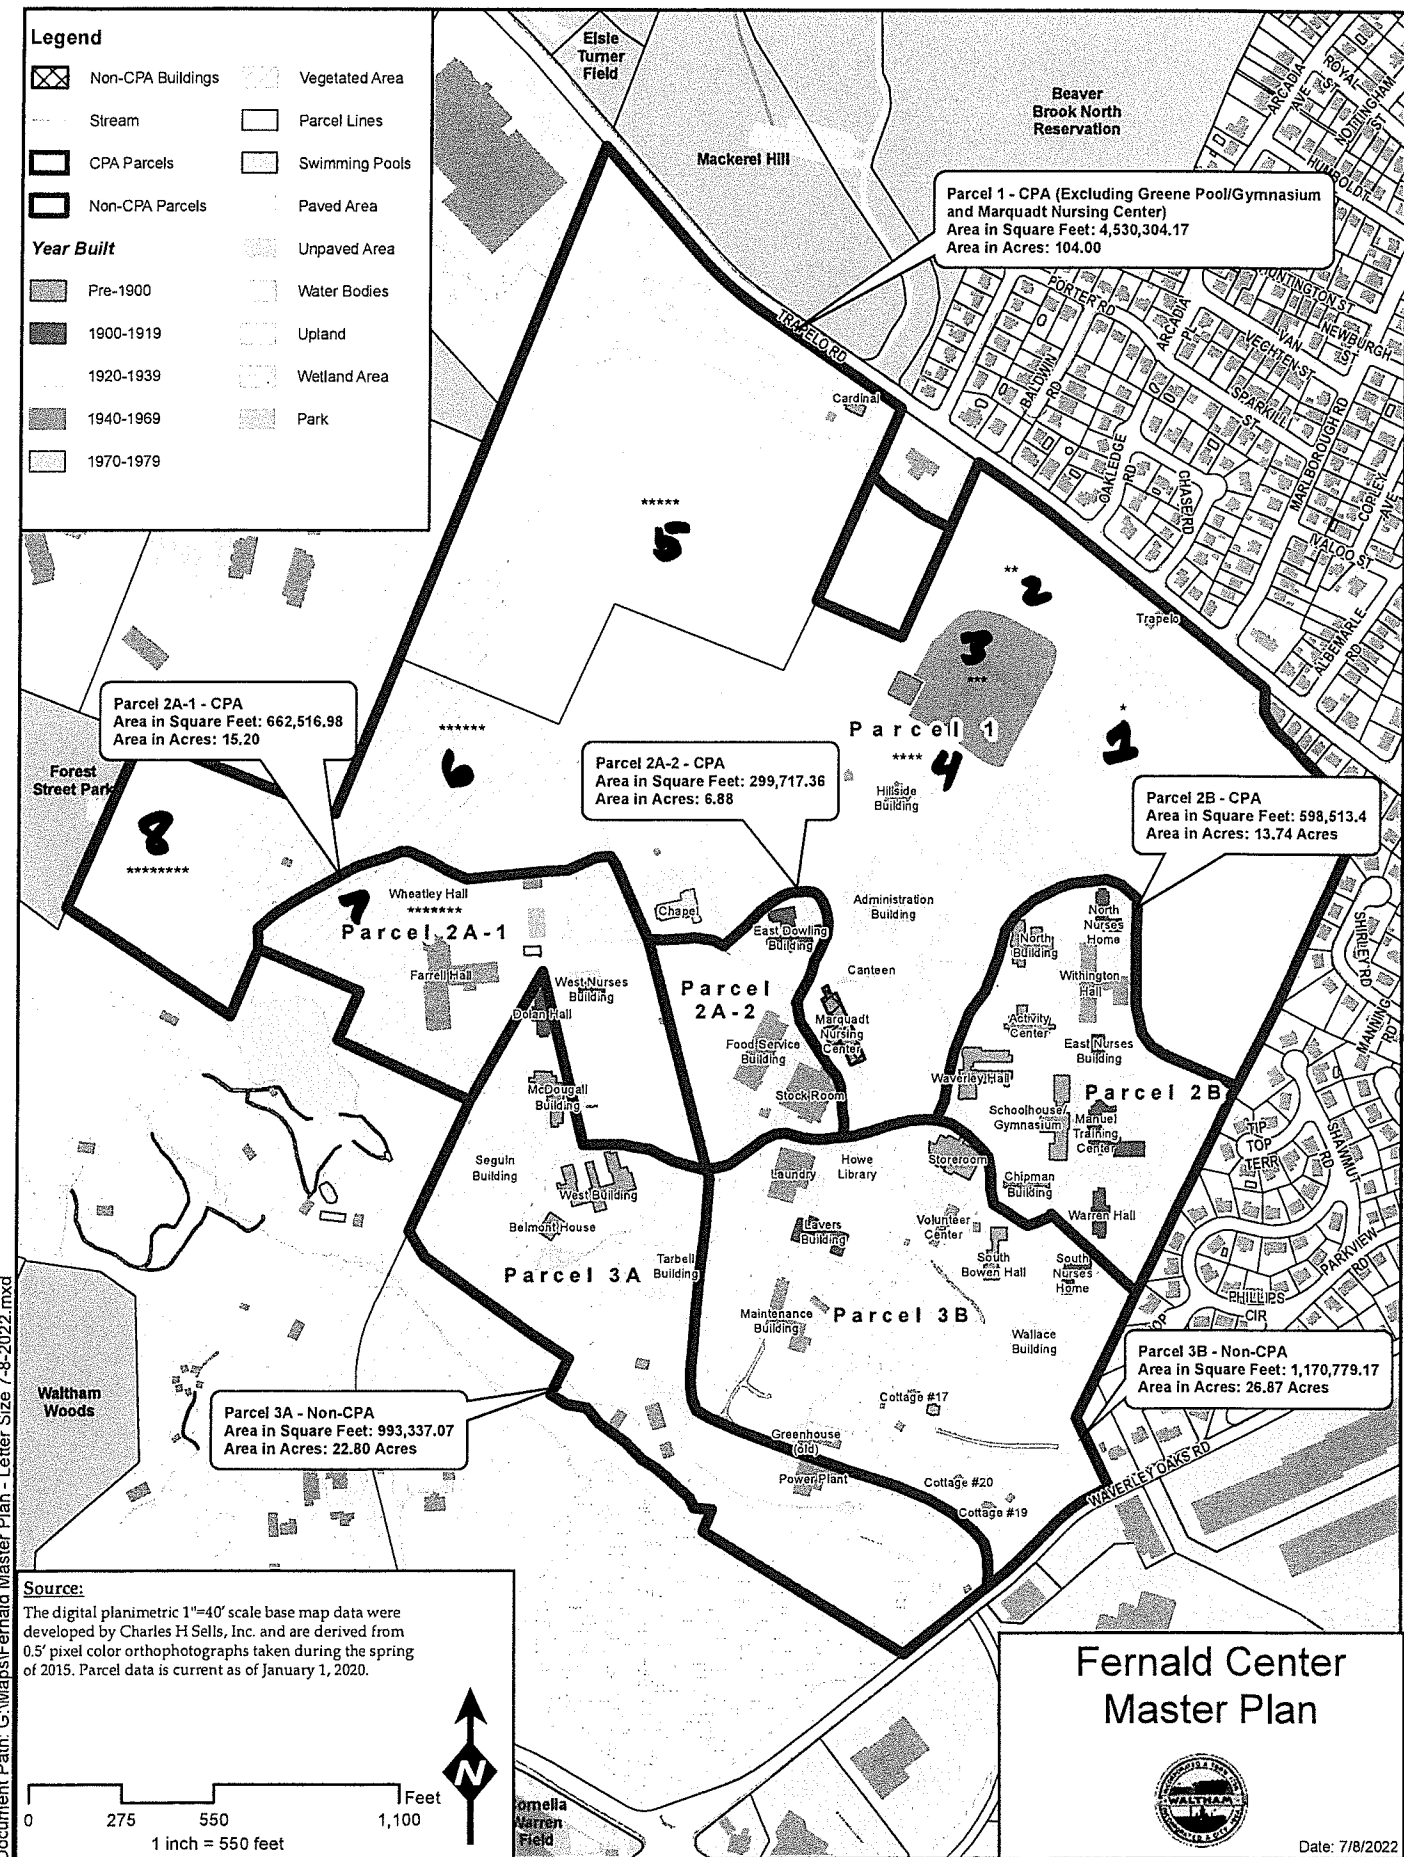 Legend
Non-CPA Buildings
Vegetated Area
Stream
Parcel Lines
CPA Parcels
Swimming Pools
Non-CPA Parcels
Paved Area
Year Built
Unpaved Area
Pre-1900
Water Bodies
1900-1919
Upland
1920-1939
Wetland Area
1940-1969
Park
1970-1979
Elsie
Turner
Field
Mackerel Hill
Beaver
Brook North
Reservation
Parcel 1 - CPA (Excluding Greene Pool/Gymnasium
and Marquadt Nursing Center)
Area in Square Feet: 4,530,304.17
Area in Acres: 104.00
ARCADIA
AVE
ROYAL
ST
NOTTINGHAM
ST
HUMBOLDT
HUNTINGTON ST
NEWBURGH
ST
VAN
VECHTEN ST
ARCADIA
PL
PORTER RD
SPARKILL
ST
BALDWIN
RD
OAKLEDGE
RD
CHASE RD
MARLBOROUGH RD
COPLEY
AVE
IVALOO ST
ALBEMARLE
RD
TRAPELO RD
Cardinal
*****
5
**
2
Trapelo
3
***
*
1
Parcel 1
****
4
Hillside
Building
Parcel 2A-1 - CPA
Area in Square Feet: 662,516.98
Area in Acres: 15.20
******
6
Parcel 2A-2 - CPA
Area in Square Feet: 299,717.36
Area in Acres: 6.88
Parcel 2B - CPA
Area in Square Feet: 598,513.4
Area in Acres: 13.74 Acres
Forest
Street Park
8
********
7
Wheatley Hall
*******
Parcel 2A-1
Farrell Hall
West Nurses
Building
Dolan Hall
McDougall
Building
Chapel
East Dowling
Building
Administration
Building
Canteen
Parcel
2A-2
Marquadt
Nursing
Center
Food Service
Building
Stock Room
North
Nurses
Home
North
Building
Withington
Hall
Activity
Center
East Nurses
Building
Waverley Hall
Parcel 2B
Schoolhouse/
Gymnasium
Manuel
Training
Center
SHIRLEY RD
MANNING
RD
TIP
TOP
TERR
SHAWMUT
RD
PARKVIEW
RD
PHILLIPS
CIR
Seguin
Building
West Building
Belmont House
Parcel 3A
Tarbell
Building
Laundry
Howe
Library
Storeroom
Chipman
Building
Warren Hall
Lavers
Building
Volunteer
Center
South
Bowen Hall
South
Nurses
Home
Maintenance
Building
Parcel 3B
Wallace
Building
Parcel 3B - Non-CPA
Area in Square Feet: 1,170,779.17
Area in Acres: 26.87 Acres
Waltham
Woods
Parcel 3A - Non-CPA
Area in Square Feet: 993,337.07
Area in Acres: 22.80 Acres
Cottage #17
Greenhouse
(old)
Power Plant
Cottage #20
Cottage #19
WAVERLEY OAKS RD
Source:
The digital planimetric 1"=40' scale base map data were
developed by Charles H Sells, Inc. and are derived from
0.5' pixel color orthophotographs taken during the spring
of 2015. Parcel data is current as of January 1, 2020.
Feet
0 275 550 1,100
1 inch = 550 feet
N
Warren
Field
Fernald Center
Master Plan
WALTHAM
Date: 7/8/2022
Document Path: G:\Maps\Fernald Master Plan - Letter Size 7-8-2022.mxd